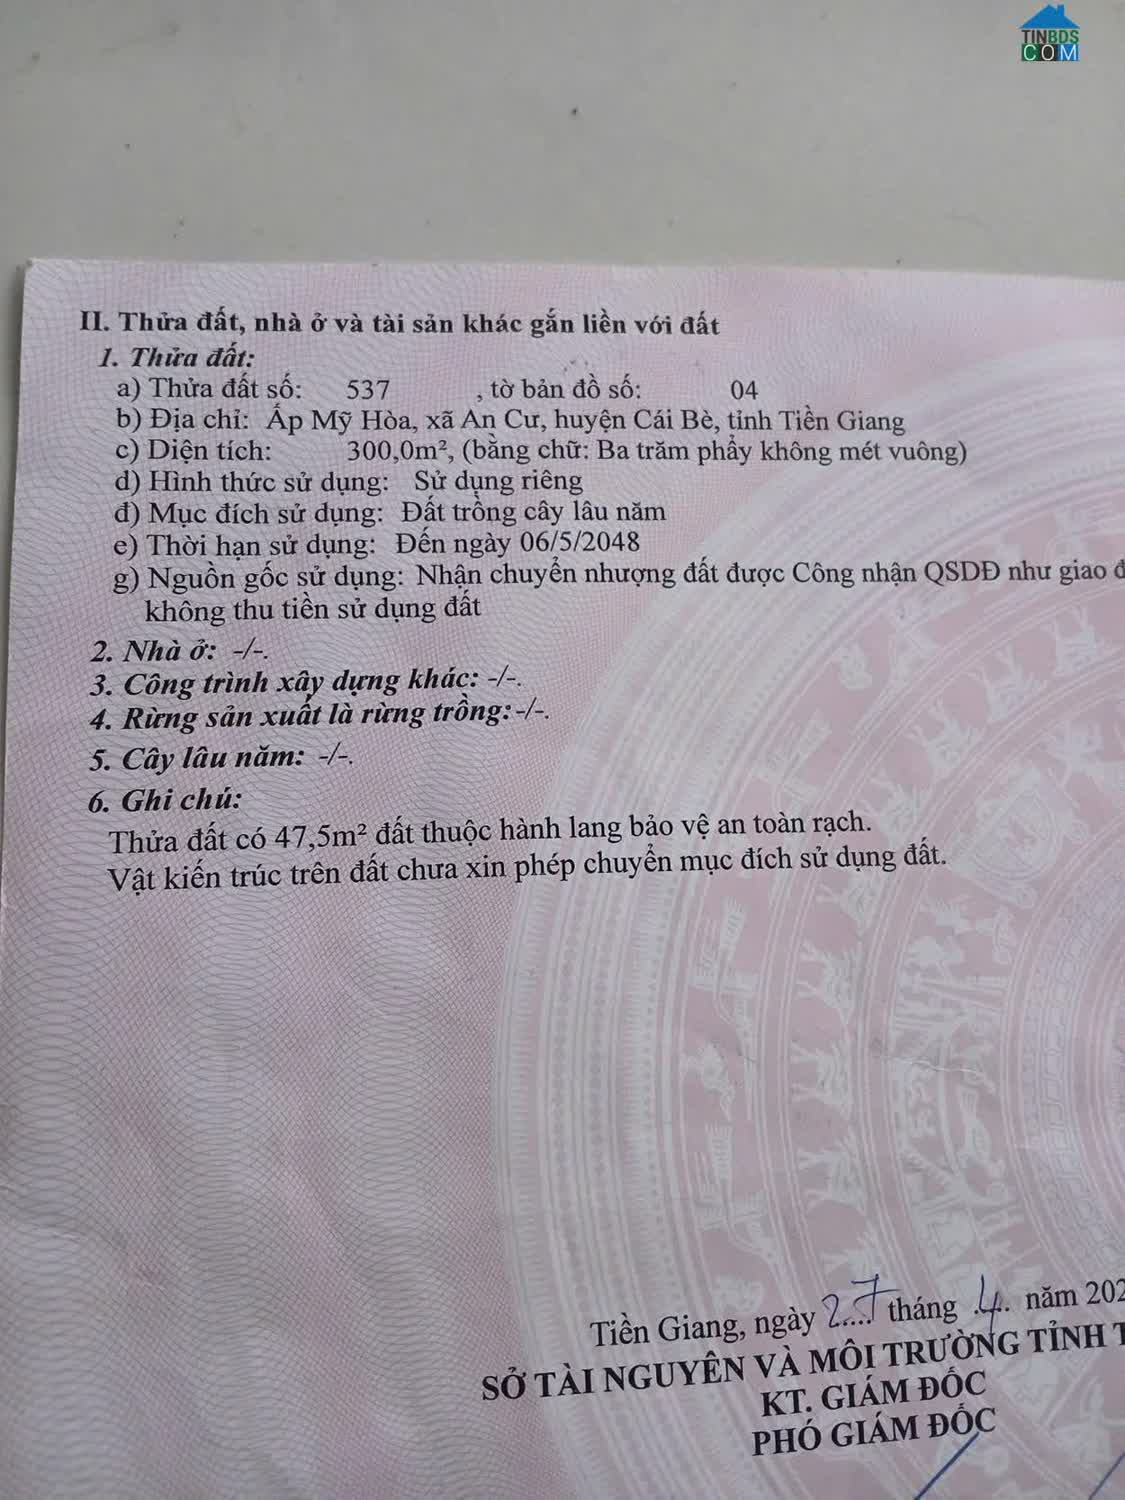 TINBDS
COM
II. Thửa đất, nhà ở và tài sản khác gắn liền với đất
1. Thửa đất:
a) Thửa đất số: 537 , tờ bản đồ số: 04
b) Địa chỉ: Ấp Mỹ Hòa, xã An Cư, huyện Cái Bè, tỉnh Tiền Giang
c) Diện tích: 300,0m², (bằng chữ: Ba trăm phẩy không mét vuông)
d) Hình thức sử dụng: Sử dụng riêng
đ) Mục đích sử dụng: Đất trồng cây lâu năm
e) Thời hạn sử dụng: Đến ngày 06/5/2048
g) Nguồn gốc sử dụng: Nhận chuyển nhượng đất được Công nhận QSDĐ như giao
không thu tiền sử dụng đất
2. Nhà ở: -/-.
3. Công trình xây dựng khác: -/-.
4. Rừng sản xuất là rừng trồng:-/-.
5. Cây lâu năm: -/-.
6. Ghi chú:
Thửa đất có 47,5m² đất thuộc hành lang bảo vệ an toàn rạch.
Vật kiến trúc trên đất chưa xin phép chuyển mục đích sử dụng đất.
Tiền Giang, ngày 27 tháng 4 năm 202
SỞ TÀI NGUYÊN VÀ MÔI TRƯỜNG TỈNH
KT. GIÁM ĐỐC
PHÓ GIÁM ĐỐC